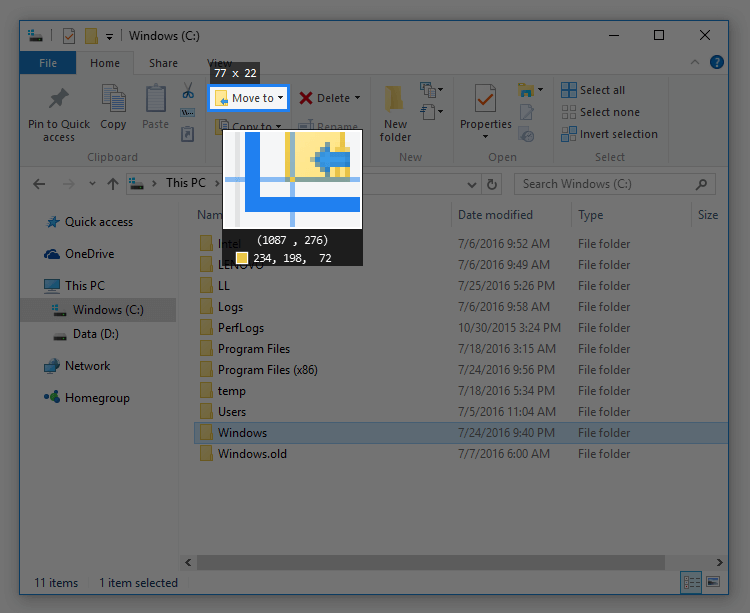 Windows (C:)
File Home Share View
77 x 22
Move to
Delete
Pin to Quick access
Copy
Paste
Copy to
Rename
New folder
Properties
Select all
Select none
Invert selection
Clipboard
New
Open
Select
This PC
Search Windows (C:)
Name Date modified Type Size
(1087 , 276)
234, 198, 72
Quick access
OneDrive
This PC
Windows (C:)
Data (D:)
Network
Homegroup
Intel 7/6/2016 9:52 AM File folder
LENOVO 7/6/2016 9:49 AM File folder
LL 7/25/2016 5:26 PM File folder
Logs 7/6/2016 9:58 AM File folder
PerfLogs 10/30/2015 3:24 PM File folder
Program Files 7/18/2016 3:15 AM File folder
Program Files (x86) 7/24/2016 9:56 PM File folder
temp 7/18/2016 5:34 PM File folder
Users 7/5/2016 11:04 AM File folder
Windows 7/24/2016 9:40 PM File folder
Windows.old 7/7/2016 6:00 AM File folder
11 items 1 item selected